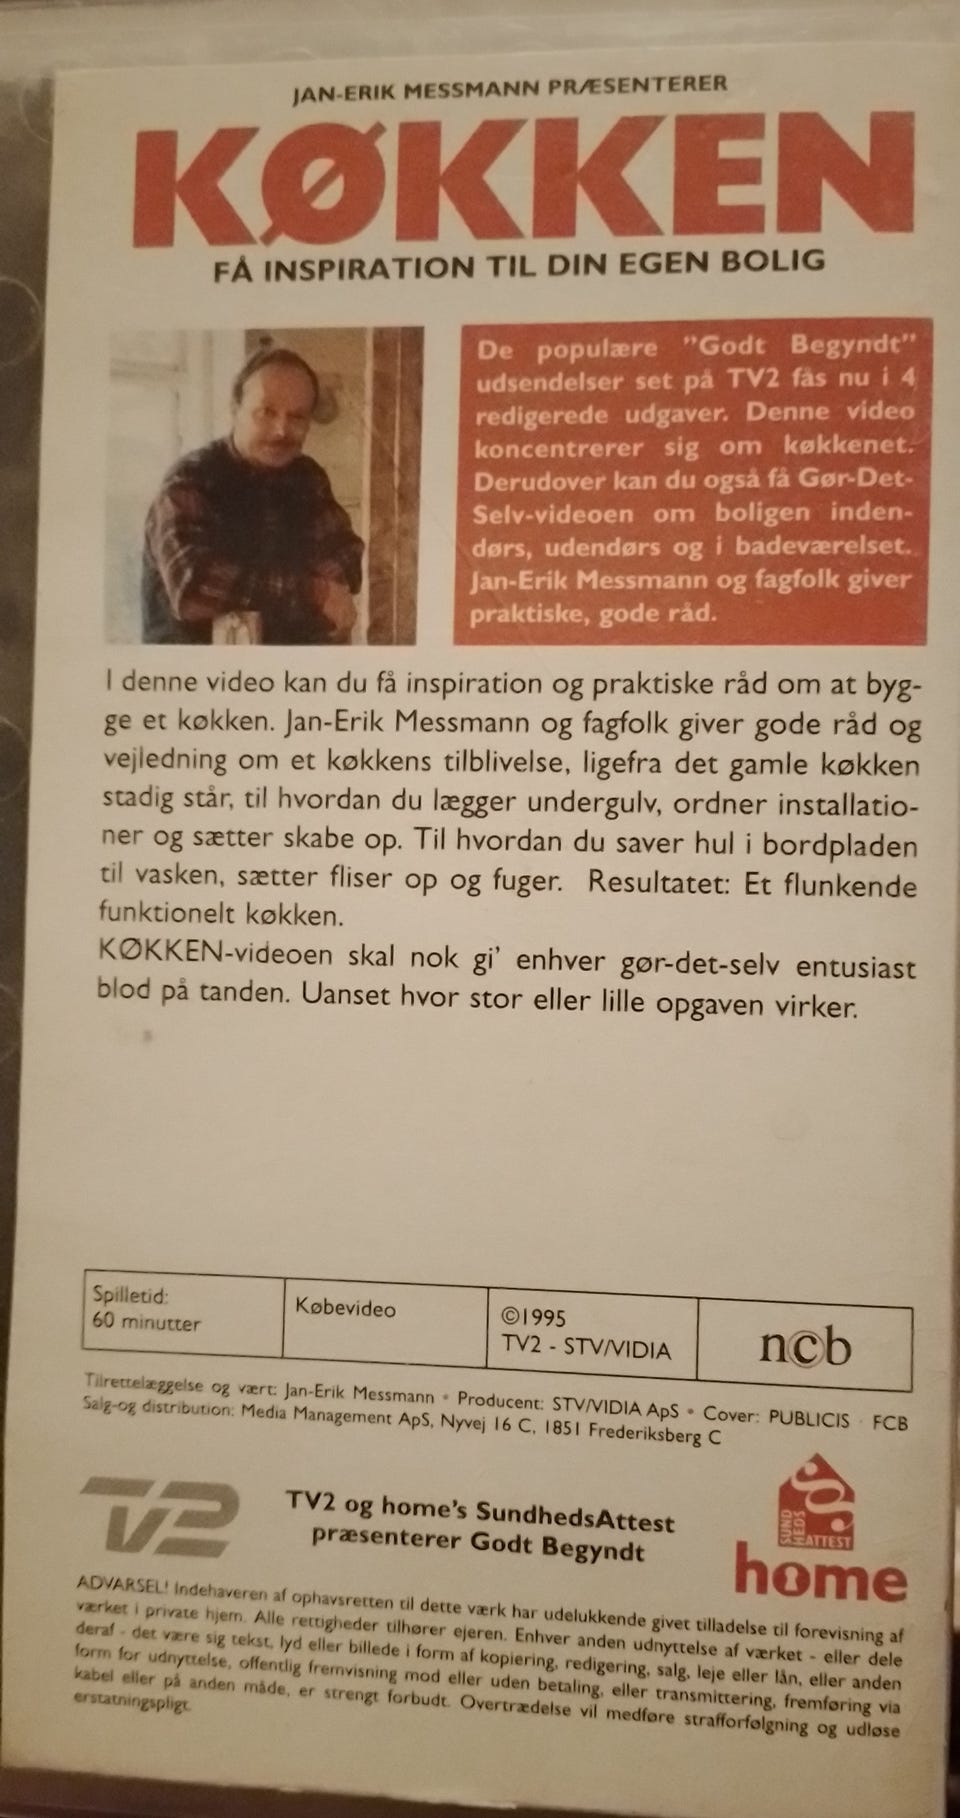 JAN-ERIK MESSMANN PRÆSENTERER
KØKKEN
FÅ INSPIRATION TIL DIN EGEN BOLIG
De populære "Godt Begyndt"
udsendelser set på TV2 fås nu i 4
redigerede udgaver. Denne video
koncentrerer sig om køkkenet.
Derudover kan du også få Gør-Det-
Selv-videoen om boligen inden-
dørs, udendørs og i badeværelset.
Jan-Erik Messmann og fagfolk giver
praktiske, gode råd.
I denne video kan du få inspiration og praktiske råd om at byg-
ge et køkken. Jan-Erik Messmann og fagfolk giver gode råd og
vejledning om et køkkens tilblivelse, ligefra det gamle køkken
stadig står, til hvordan du lægger undergulv, ordner installatio-
ner og sætter skabe op. Til hvordan du saver hul i bordpladen
til vasken, sætter fliser op og fuger. Resultatet: Et flunkende
funktionelt køkken.
KØKKEN-videoen skal nok gi' enhver gør-det-selv entusiast
blod på tanden. Uanset hvor stor eller lille opgaven virker.
Spilletid:
60 minutter
Købevideo
©1995
TV2 - STV/VIDIA
ncb
Tilrettelæggelse og vært: Jan-Erik Messmann • Producent: STV/VIDIA ApS • Cover: PUBLICIS · FCB
Salg-og distribution: Media Management ApS, Nyvej 16 C, 1851 Frederiksberg C
TV2
TV2 og home's SundhedsAttest
præsenterer Godt Begyndt
SUND
HEDS
ATTEST
home
ADVARSEL! Indehaveren af ophavsretten til dette værk har udelukkende givet tilladelse til forevisning af
værket i private hjem. Alle rettigheder tilhører ejeren. Enhver anden udnyttelse af værket - eller dele
deraf - det være sig tekst, lyd eller billede i form af kopiering, redigering, salg, leje eller lån, eller anden
form for udnyttelse, offentlig fremvisning mod eller uden betaling, eller transmittering, fremføring via
kabel eller på anden måde, er strengt forbudt. Overtrædelse vil medføre strafforfølgning og udløse
erstatningspligt.